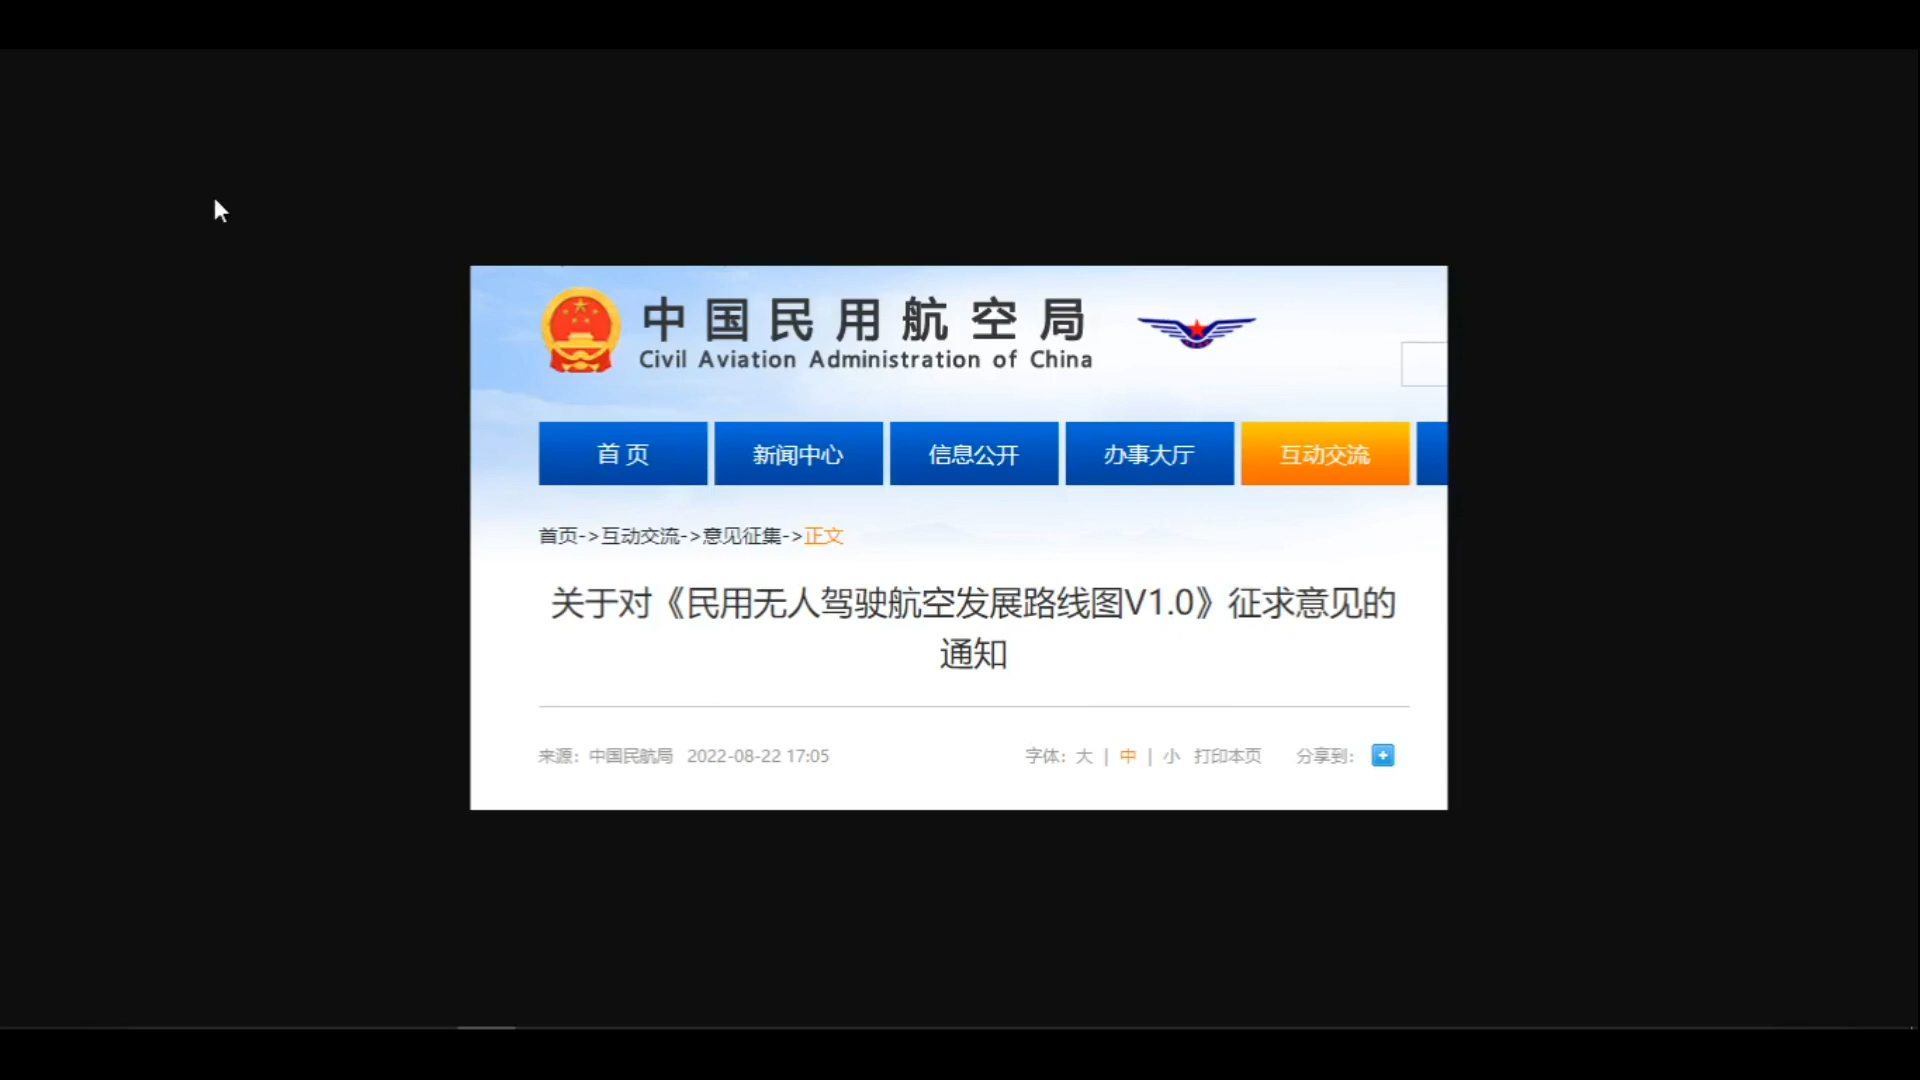 中国民用航空局
Civil Aviation Administration of China
首 页
新闻中心
信息公开
办事大厅
互动交流
首页->互动交流->意见征集->正文
关于对《民用无人驾驶航空发展路线图V1.0》征求意见的
通知
来源：中国民航局 2022-08-22 17:05
字体：大 | 中 | 小 打印本页 分享到：